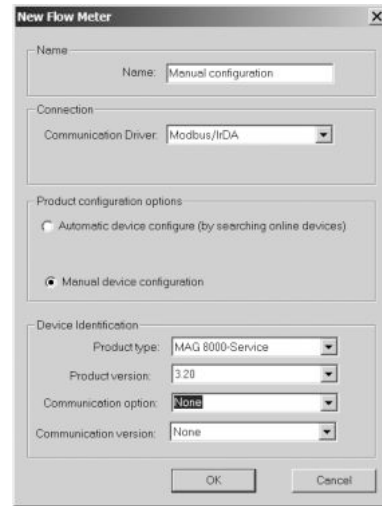 New Flow Meter
Name
Name: Manual configuration
Connection
Communication Driver: Modbus/IrDA
Product configuration options
Automatic device configure (by searching online devices)
Manual device configuration
Device Identification
Product type: MAG 8000-Service
Product version: 3.20
Communication option: None
Communication version: None
OK Cancel